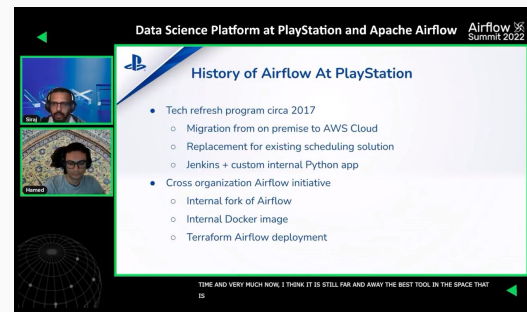 Data Science Platform at PlayStation and Apache Airflow
Airflow
Summit 2022
History of Airflow At PlayStation
Siraj
Hamed
● Tech refresh program circa 2017
○ Migration from on premise to AWS Cloud
○ Replacement for existing scheduling solution
○ Jenkins + custom internal Python app
● Cross organization Airflow initiative
○ Internal fork of Airflow
○ Internal Docker image
○ Terraform Airflow deployment
TIME AND VERY MUCH NOW, I THINK IT IS STILL FAR AND AWAY THE BEST TOOL IN THE SPACE THAT
IS